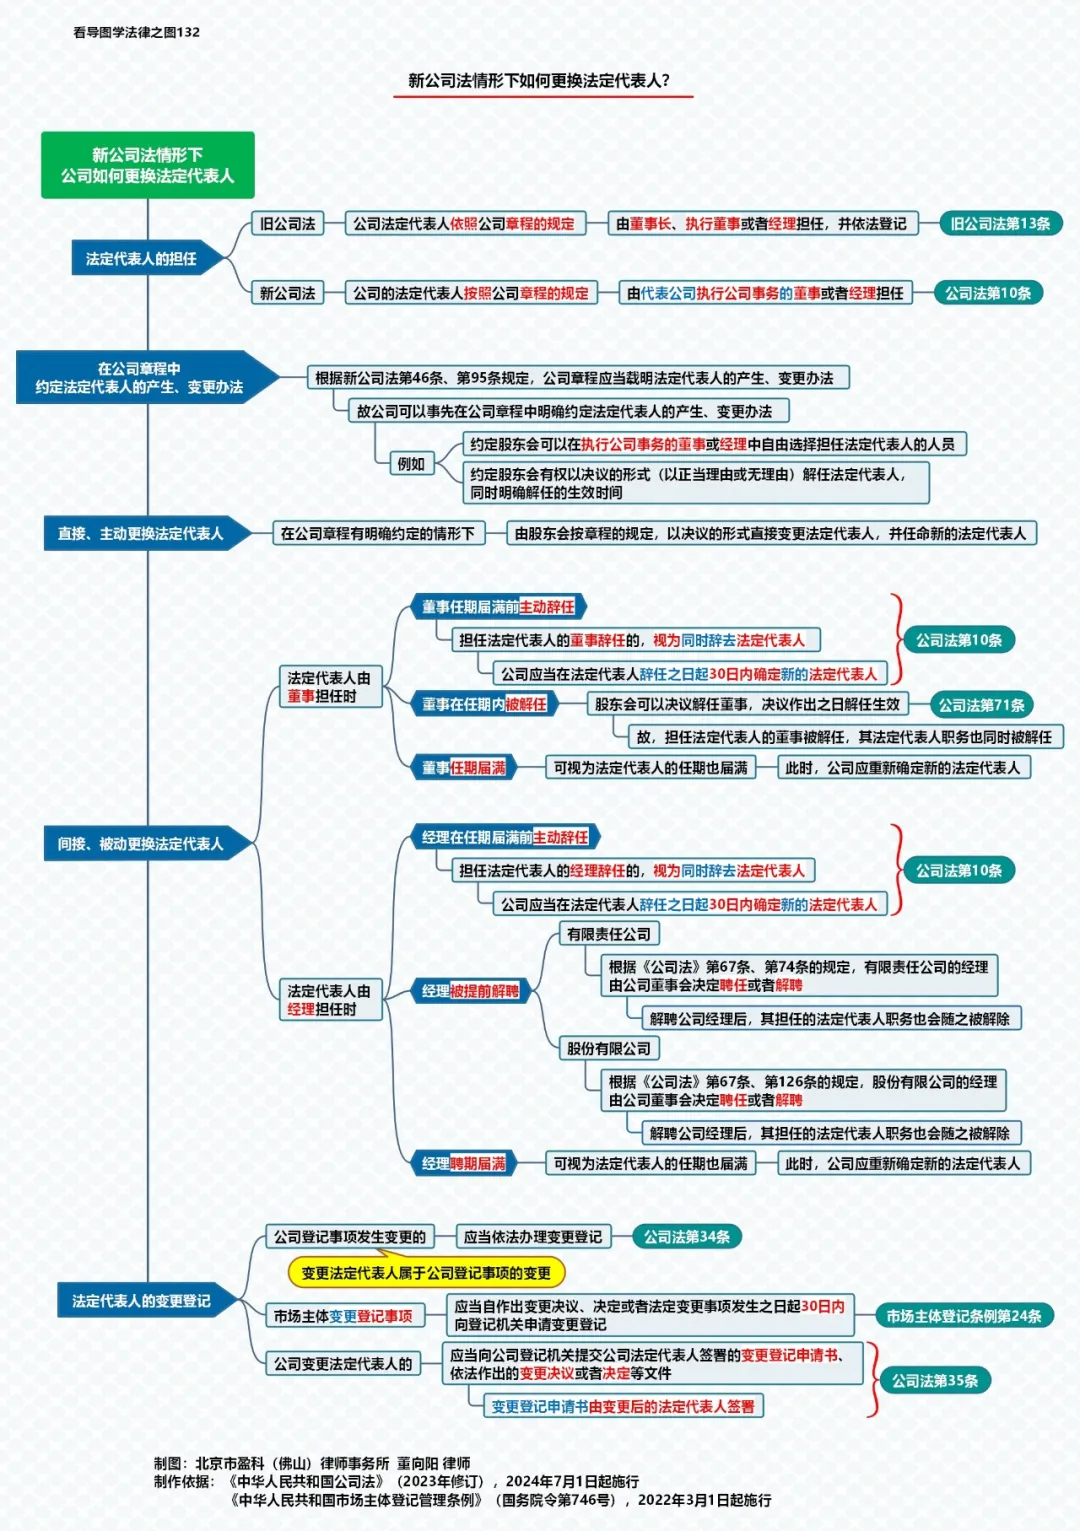 看导图学法律之图132
新公司法情形下如何更换法定代表人？
新公司法情形下
公司如何更换法定代表人
法定代表人的担任
旧公司法
公司法定代表人依照公司章程的规定
由董事长、执行董事或者经理担任，并依法登记
旧公司法第13条
新公司法
公司的法定代表人按照公司章程的规定
由代表公司执行公司事务的董事或者经理担任
公司法第10条
在公司章程中
约定法定代表人的产生、变更办法
根据新公司法第46条、第95条规定，公司章程应当载明法定代表人的产生、变更办法
故公司可以事先在公司章程中明确约定法定代表人的产生、变更办法
例如
约定股东会可以在执行公司事务的董事或经理中自由选择担任法定代表人的人员
约定股东会有权以决议的形式（以正当理由或无理由）解任法定代表人，
同时明确解任的生效时间
直接、主动更换法定代表人
在公司章程有明确约定的情形下
由股东会按章程的规定，以决议的形式直接变更法定代表人，并任命新的法定代表人
间接、被动更换法定代表人
法定代表人由
董事担任时
董事任期届满前主动辞任
担任法定代表人的董事辞任的，视为同时辞去法定代表人
公司应当在法定代表人辞任之日起30日内确定新的法定代表人
公司法第10条
董事在任期内被解任
股东会可以决议解任董事，决议作出之日解任生效
公司法第71条
故，担任法定代表人的董事被解任，其法定代表人职务也同时被解任
董事任期届满
可视为法定代表人的任期也届满
此时，公司应重新确定新的法定代表人
法定代表人由
经理担任时
经理在任期届满前主动辞任
担任法定代表人的经理辞任的，视为同时辞去法定代表人
公司应当在法定代表人辞任之日起30日内确定新的法定代表人
公司法第10条
经理被提前解聘
有限责任公司
根据《公司法》第67条、第74条的规定，有限责任公司的经理
由公司董事会决定聘任或者解聘
解聘公司经理后，其担任的法定代表人职务也会随之被解除
股份有限公司
根据《公司法》第67条、第126条的规定，股份有限公司的经理
由公司董事会决定聘任或者解聘
解聘公司经理后，其担任的法定代表人职务也会随之被解除
经理聘期届满
可视为法定代表人的任期也届满
此时，公司应重新确定新的法定代表人
法定代表人的变更登记
公司登记事项发生变更的
应当依法办理变更登记
公司法第34条
变更法定代表人属于公司登记事项的变更
市场主体变更登记事项
应当自作出变更决议、决定或者法定变更事项发生之日起30日内
向登记机关申请变更登记
市场主体登记条例第24条
公司变更法定代表人的
应当向公司登记机关提交公司法定代表人签署的变更登记申请书、
依法作出的变更决议或者决定等文件
变更登记申请书由变更后的法定代表人签署
公司法第35条
制图：北京市盈科（佛山）律师事务所 董向阳 律师
制作依据：《中华人民共和国公司法》（2023年修订），2024年7月1日起施行
《中华人民共和国市场主体登记管理条例》（国务院令第746号），2022年3月1日起施行